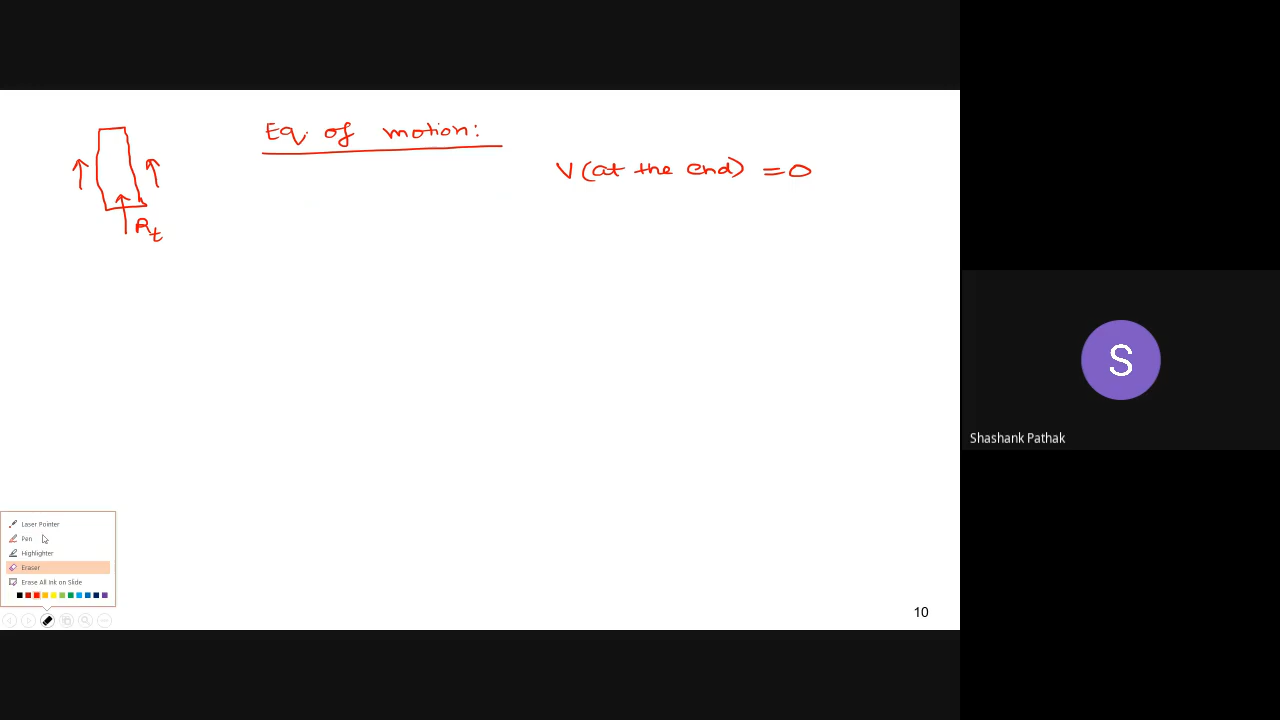 Eq. of motion:
V (at the end) = 0
R_t
S
Shashank Pathak
Laser Pointer
Pen
Highlighter
Eraser
Erase All Ink on Slide
10